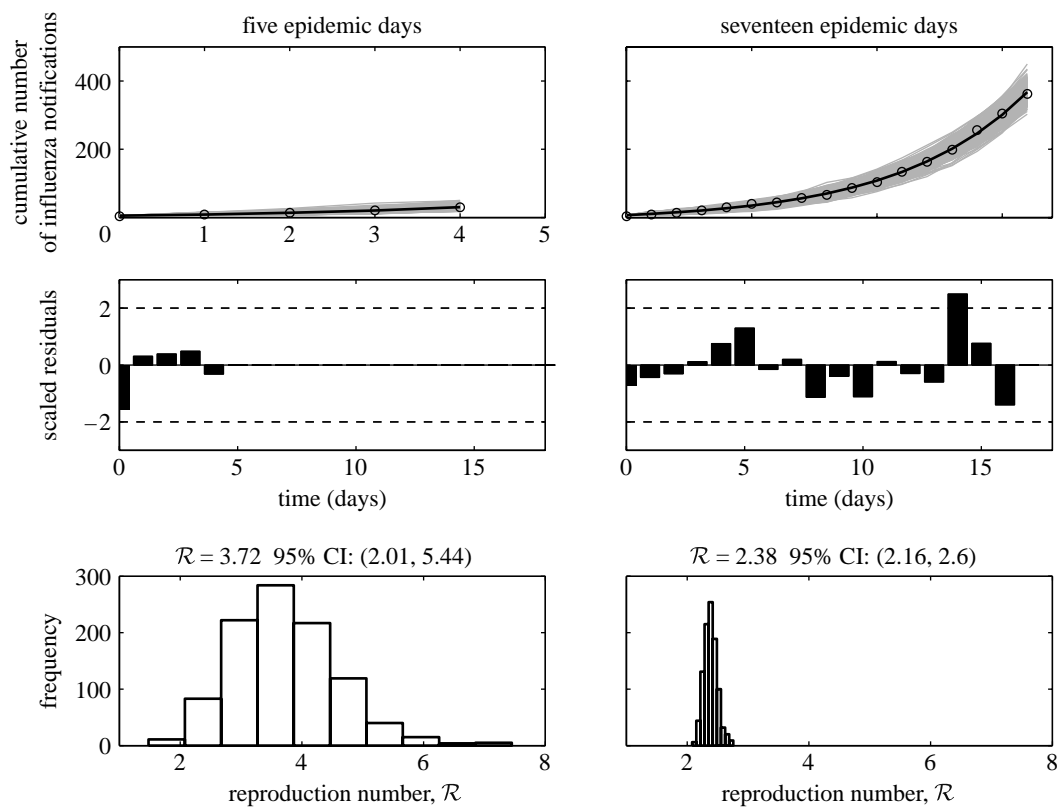 five epidemic days
seventeen epidemic days
cumulative number
of influenza notifications
400
200
0
1
2
3
4
5
scaled residuals
2
0
−2
0
5
10
15
time (days)
0
5
10
15
time (days)
ℛ = 3.72 95% CI: (2.01, 5.44)
ℛ = 2.38 95% CI: (2.16, 2.6)
frequency
300
200
100
0
2
4
6
8
reproduction number, ℛ
2
4
6
8
reproduction number, ℛ